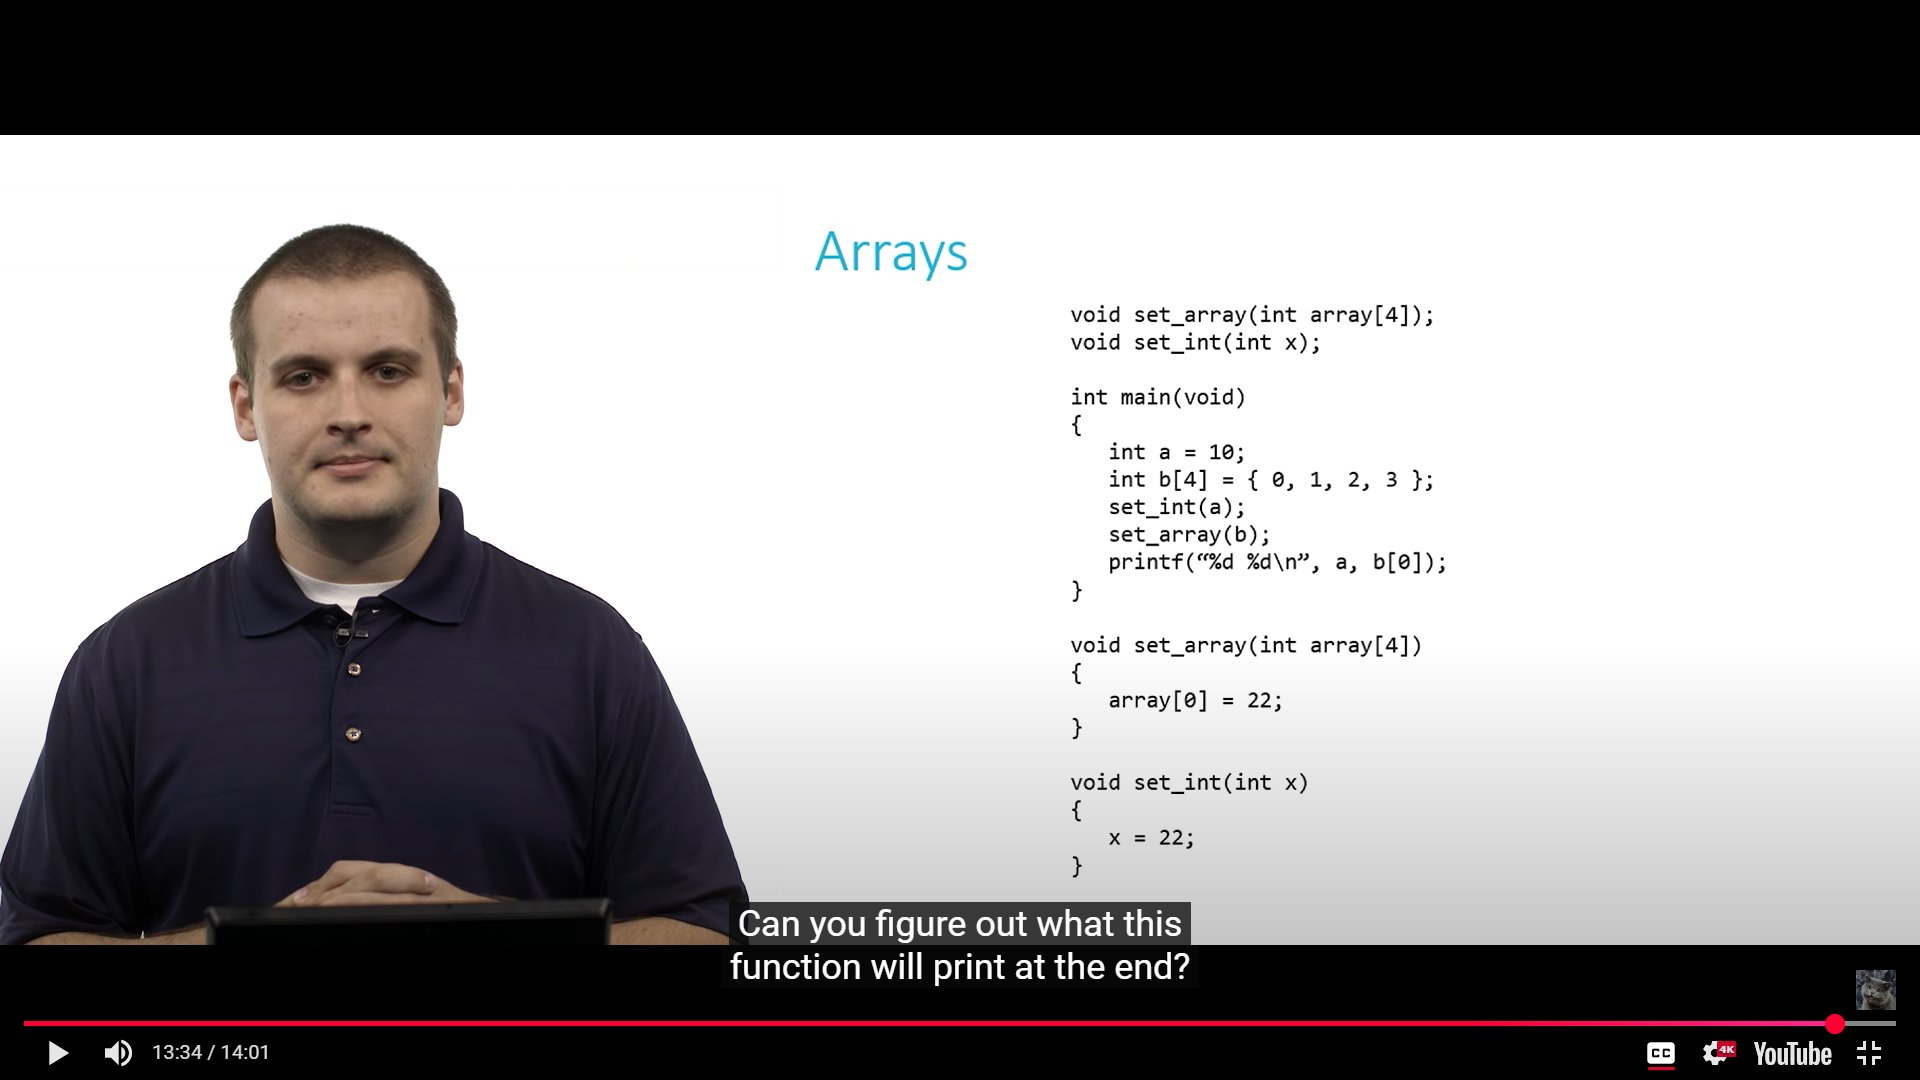 Arrays
void set_array(int array[4]);
void set_int(int x);
int main(void)
{
int a = 10;
int b[4] = { 0, 1, 2, 3 };
set_int(a);
set_array(b);
printf(“%d %d\n”, a, b[0]);
}
void set_array(int array[4])
{
array[0] = 22;
}
void set_int(int x)
{
x = 22;
}
Can you figure out what this
function will print at the end?
13:34 / 14:01
CC
4K
YouTube